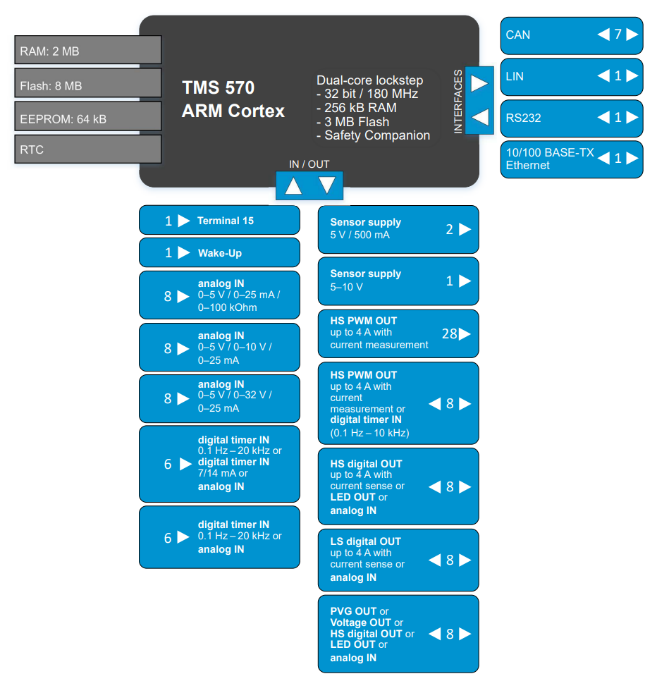 RAM: 2 MB
Flash: 8 MB
EEPROM: 64 kB
RTC
TMS 570
ARM Cortex
Dual-core lockstep
- 32 bit / 180 MHz
- 256 kB RAM
- 3 MB Flash
- Safety Companion
INTERFACES
IN / OUT
CAN 7
LIN 1
RS232 1
10/100 BASE-TX
Ethernet 1
1 Terminal 15
1 Wake-Up
8 analog IN
0–5 V / 0–25 mA /
0–100 kOhm
8 analog IN
0–5 V / 0–10 V /
0–25 mA
8 analog IN
0–5 V / 0–32 V /
0–25 mA
6 digital timer IN
0.1 Hz – 20 kHz or
digital timer IN
7/14 mA or
analog IN
6 digital timer IN
0.1 Hz – 20 kHz or
analog IN
Sensor supply
5 V / 500 mA 2
Sensor supply
5–10 V 1
HS PWM OUT
up to 4 A with
current measurement 28
HS PWM OUT
up to 4 A with
current
measurement or
digital timer IN
(0.1 Hz – 10 kHz) 8
HS digital OUT
up to 4 A with
current sense or
LED OUT or
analog IN 8
LS digital OUT
up to 4 A with
current sense or
analog IN 8
PVG OUT or
Voltage OUT or
HS digital OUT or
LED OUT or
analog IN 8